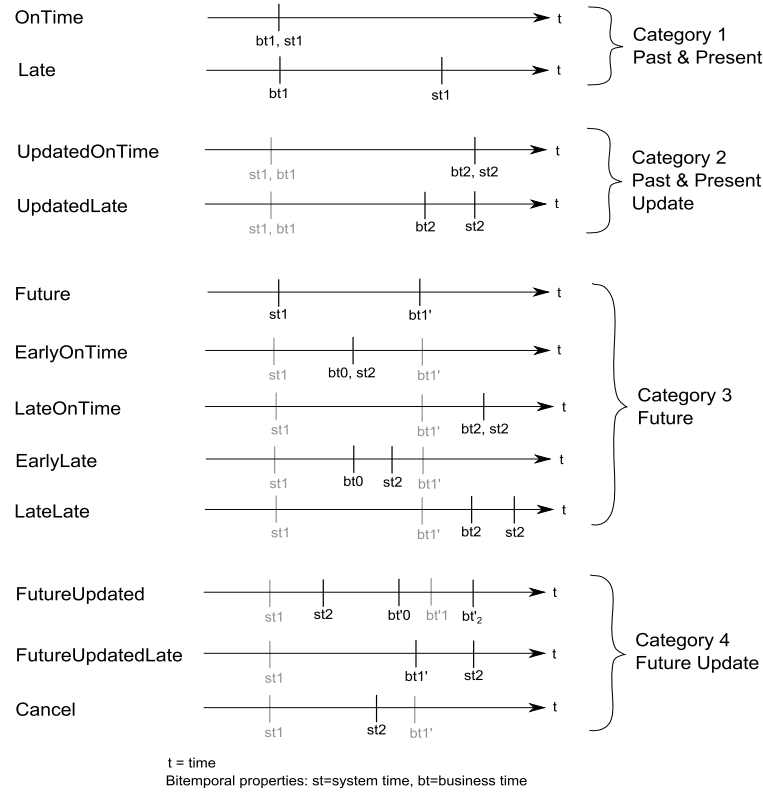 OnTime
t
bt1, st1
Late
t
bt1
st1
Category 1
Past & Present
UpdatedOnTime
t
st1, bt1
bt2, st2
UpdatedLate
t
st1, bt1
bt2
st2
Category 2
Past & Present
Update
Future
t
st1
bt1'
EarlyOnTime
t
st1
bt0, st2
bt1'
LateOnTime
t
st1
bt1'
bt2, st2
EarlyLate
t
st1
bt0
st2
bt1'
LateLate
t
st1
bt1'
bt2
st2
Category 3
Future
FutureUpdated
t
st1
st2
bt'0
bt'1
bt'2
FutureUpdatedLate
t
st1
bt1'
st2
Cancel
t
st1
st2
bt1'
Category 4
Future Update
t = time
Bitemporal properties: st=system time, bt=business time